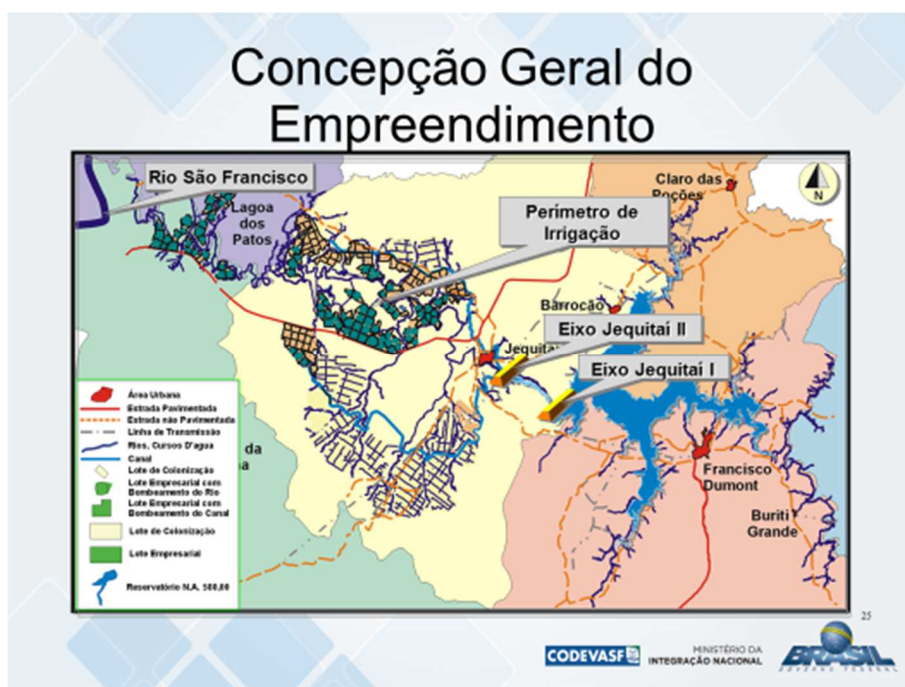 Concepção Geral do
Empreendimento
Rio São Francisco
Lagoa
dos
Patos
Claro das
Poções
N
Perímetro de
Irrigação
Barrocão
Eixo Jequitaí II
Jequitaí
Eixo Jequitaí I
Francisco
Dumont
Buriti
Grande
da
Área Urbana
Estrada Pavimentada
Estrada não Pavimentada
Linha de Transmissão
Rios, Cursos D'agua
Canal
Lote de Colonização
Lote Empresarial com
Bombeamento do Rio
Lote Empresarial com
Bombeamento do Canal
Lote de Colonização
Lote Empresarial
Reservatório N.A. 580,00
25
CODEVASF
MINISTÉRIO DA
INTEGRAÇÃO NACIONAL
BRASIL
GOVERNO FEDERAL